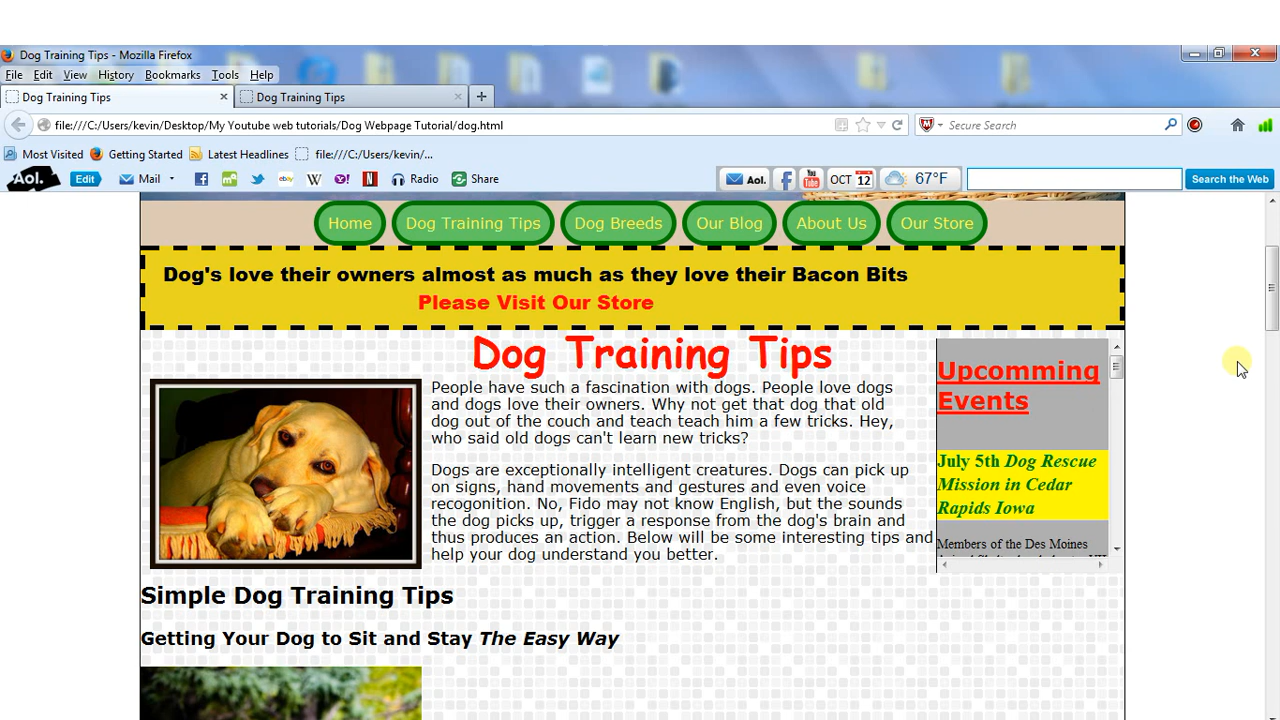 Dog Training Tips - Mozilla Firefox
File Edit View History Bookmarks Tools Help
Dog Training Tips × Dog Training Tips × +
file:///C:/Users/kevin/Desktop/My Youtube web tutorials/Dog Webpage Tutorial/dog.html Secure Search
Most Visited Getting Started Latest Headlines file:///C:/Users/kevin/...
Aol. Edit Mail f W Y! N Radio Share Aol. f You Tube OCT 12 67°F Search the Web
Home Dog Training Tips Dog Breeds Our Blog About Us Our Store
Dog's love their owners almost as much as they love their Bacon Bits
Please Visit Our Store
Dog Training Tips
People have such a fascination with dogs. People love dogs
and dogs love their owners. Why not get that dog that old
dog out of the couch and teach teach him a few tricks. Hey,
who said old dogs can't learn new tricks?
Dogs are exceptionally intelligent creatures. Dogs can pick up
on signs, hand movements and gestures and even voice
recogonition. No, Fido may not know English, but the sounds
the dog picks up, trigger a response from the dog's brain and
thus produces an action. Below will be some interesting tips and
help your dog understand you better.
Upcomming
Events
July 5th Dog Rescue
Mission in Cedar
Rapids Iowa
Members of the Des Moines
Simple Dog Training Tips
Getting Your Dog to Sit and Stay The Easy Way